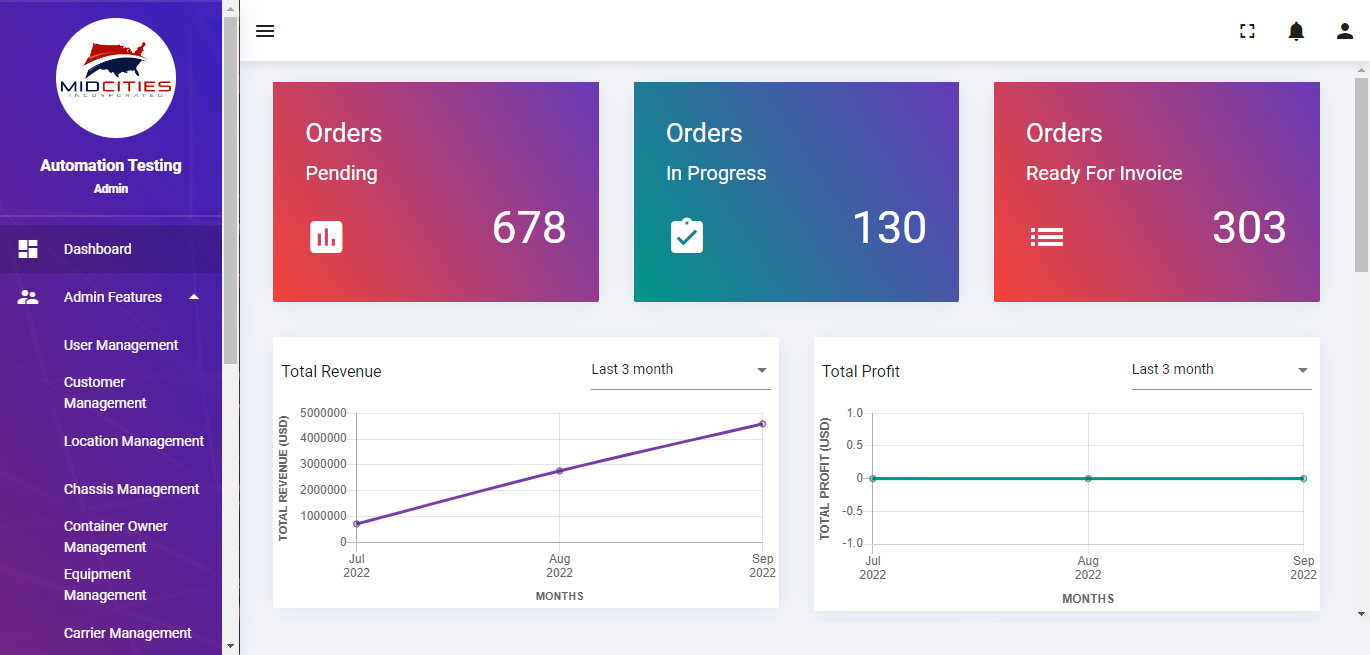 MIDCITIES
INCORPORATED
Automation Testing
Admin
Dashboard
Admin Features
User Management
Customer
Management
Location Management
Chassis Management
Container Owner
Management
Equipment
Management
Carrier Management
Orders
Pending
678
Orders
In Progress
130
Orders
Ready For Invoice
303
Total Revenue
Last 3 month
TOTAL REVENUE (USD)
5000000
4000000
3000000
2000000
1000000
0
Jul
2022
Aug
2022
Sep
2022
MONTHS
Total Profit
Last 3 month
TOTAL PROFIT (USD)
1.0
0.5
0
-0.5
-1.0
Jul
2022
Aug
2022
Sep
2022
MONTHS